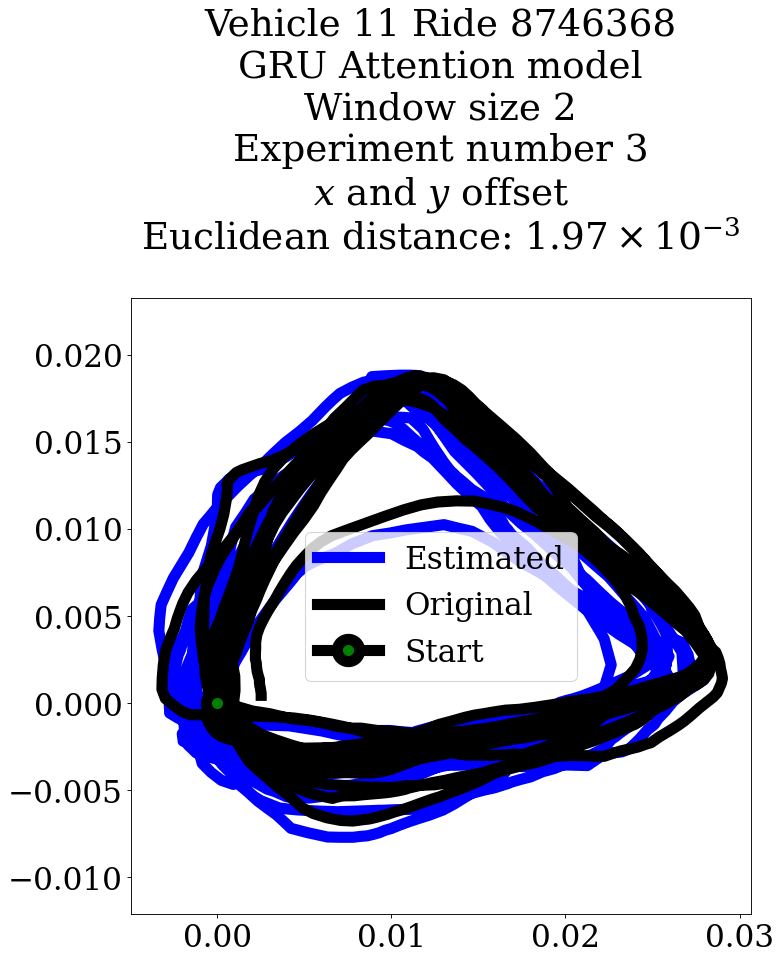 Vehicle 11 Ride 8746368
GRU Attention model
Window size 2
Experiment number 3
x and y offset
Euclidean distance: 1.97 × 10⁻³
0.020
0.015
0.010
0.005
0.000
−0.005
−0.010
Estimated
Original
Start
0.00 0.01 0.02 0.03